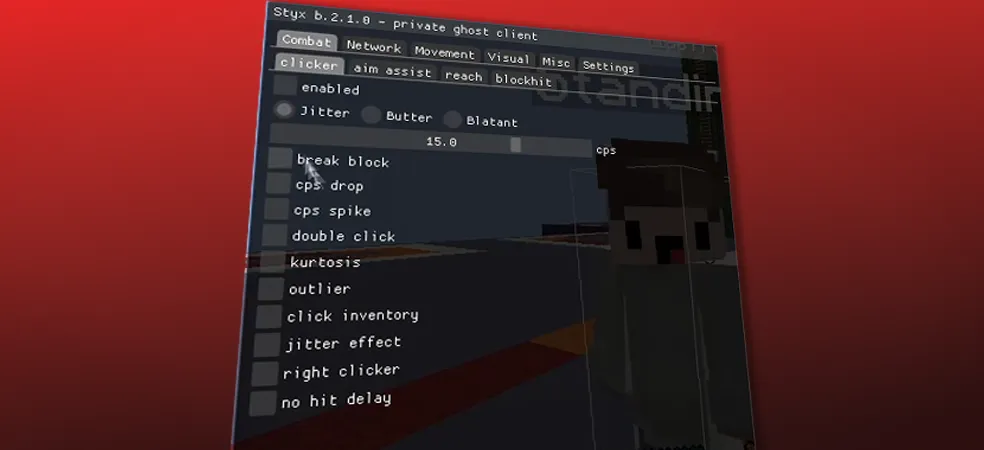 Styx b.2.1.0 - private ghost client
Combat Network Movement Visual Misc Settings
clicker aim assist reach blockhit
enabled
Jitter Butter Blatant
15.0 cps
break block
cps drop
cps spike
double click
kurtosis
outlier
click inventory
jitter effect
right clicker
no hit delay